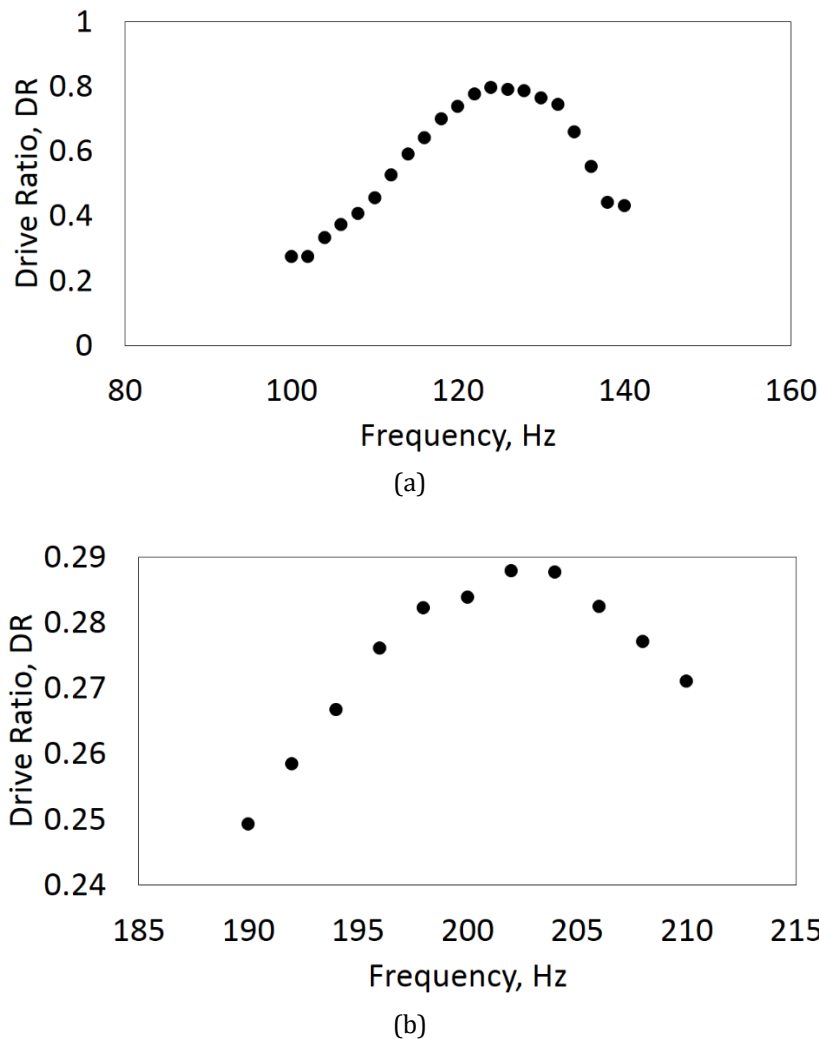 Drive Ratio, DR
1
0.8
0.6
0.4
0.2
0
80 100 120 140 160
Frequency, Hz
(a)
Drive Ratio, DR
0.29
0.28
0.27
0.26
0.25
0.24
185 190 195 200 205 210 215
Frequency, Hz
(b)